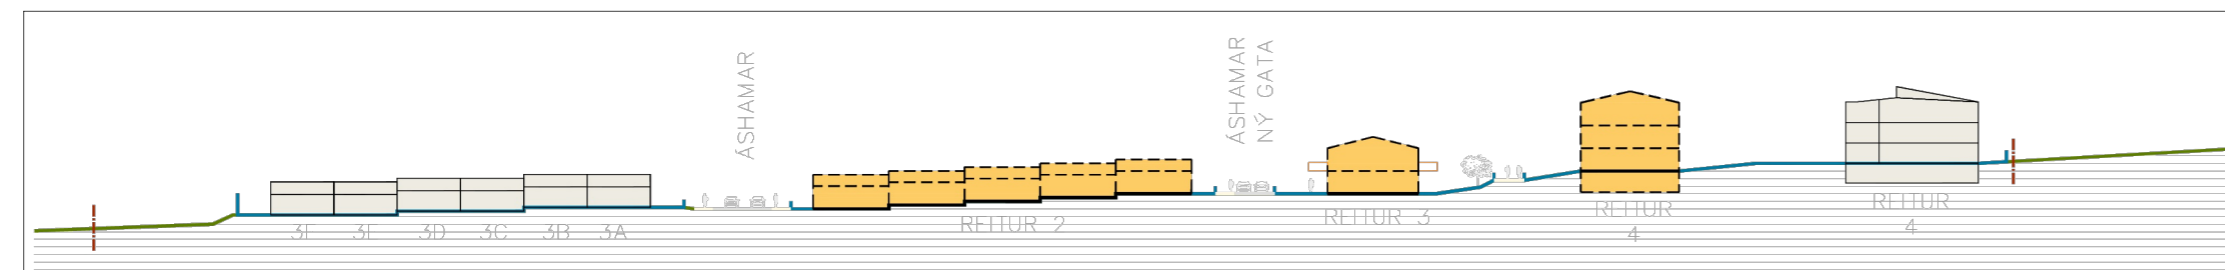 ÁSHAMAR
ÁSHAMAR
NÝ GATA
3F
3E
3D
3C
3B
3A
REITUR 2
REITUR 3
REITUR
4
REITUR
4